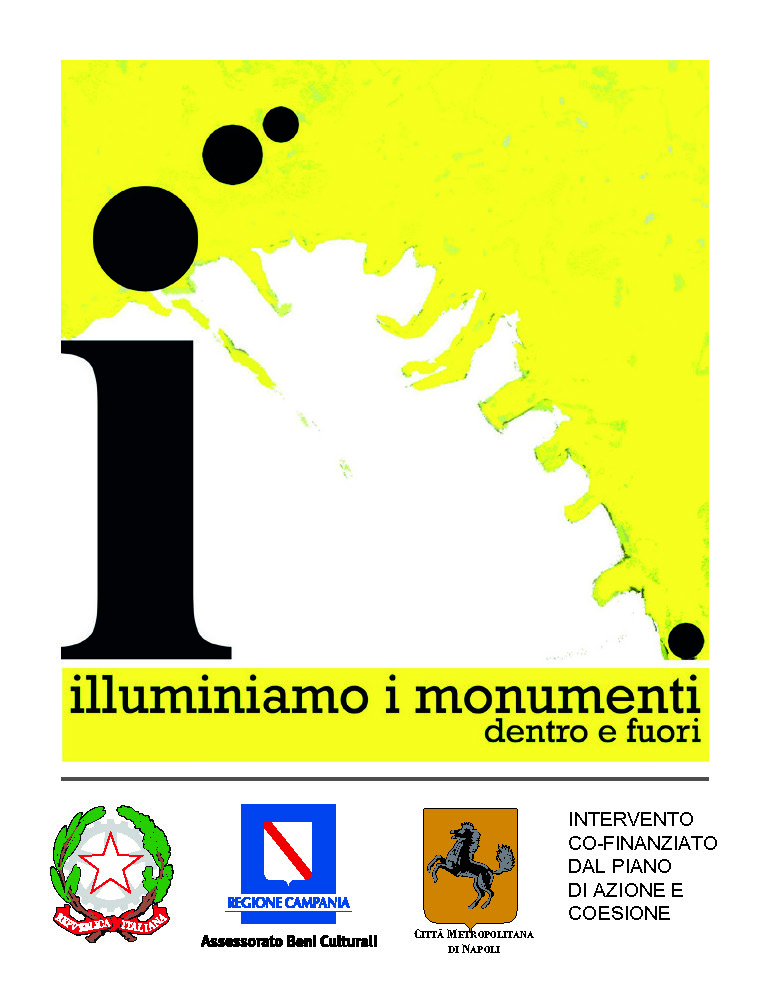 i
illuminiamo i monumenti
dentro e fuori
REPVBBLICA ITALIANA
REGIONE CAMPANIA
Assessorato Beni Culturali
CITTÀ METROPOLITANA
DI NAPOLI
INTERVENTO
CO-FINANZIATO
DAL PIANO
DI AZIONE E
COESIONE